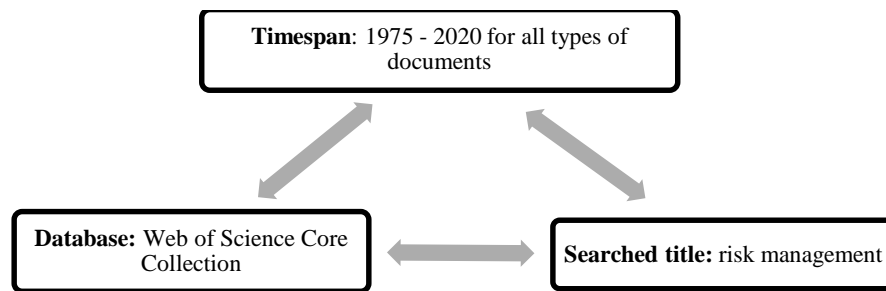 Timespan: 1975 - 2020 for all types of
documents
Database: Web of Science Core
Collection
Searched title: risk management